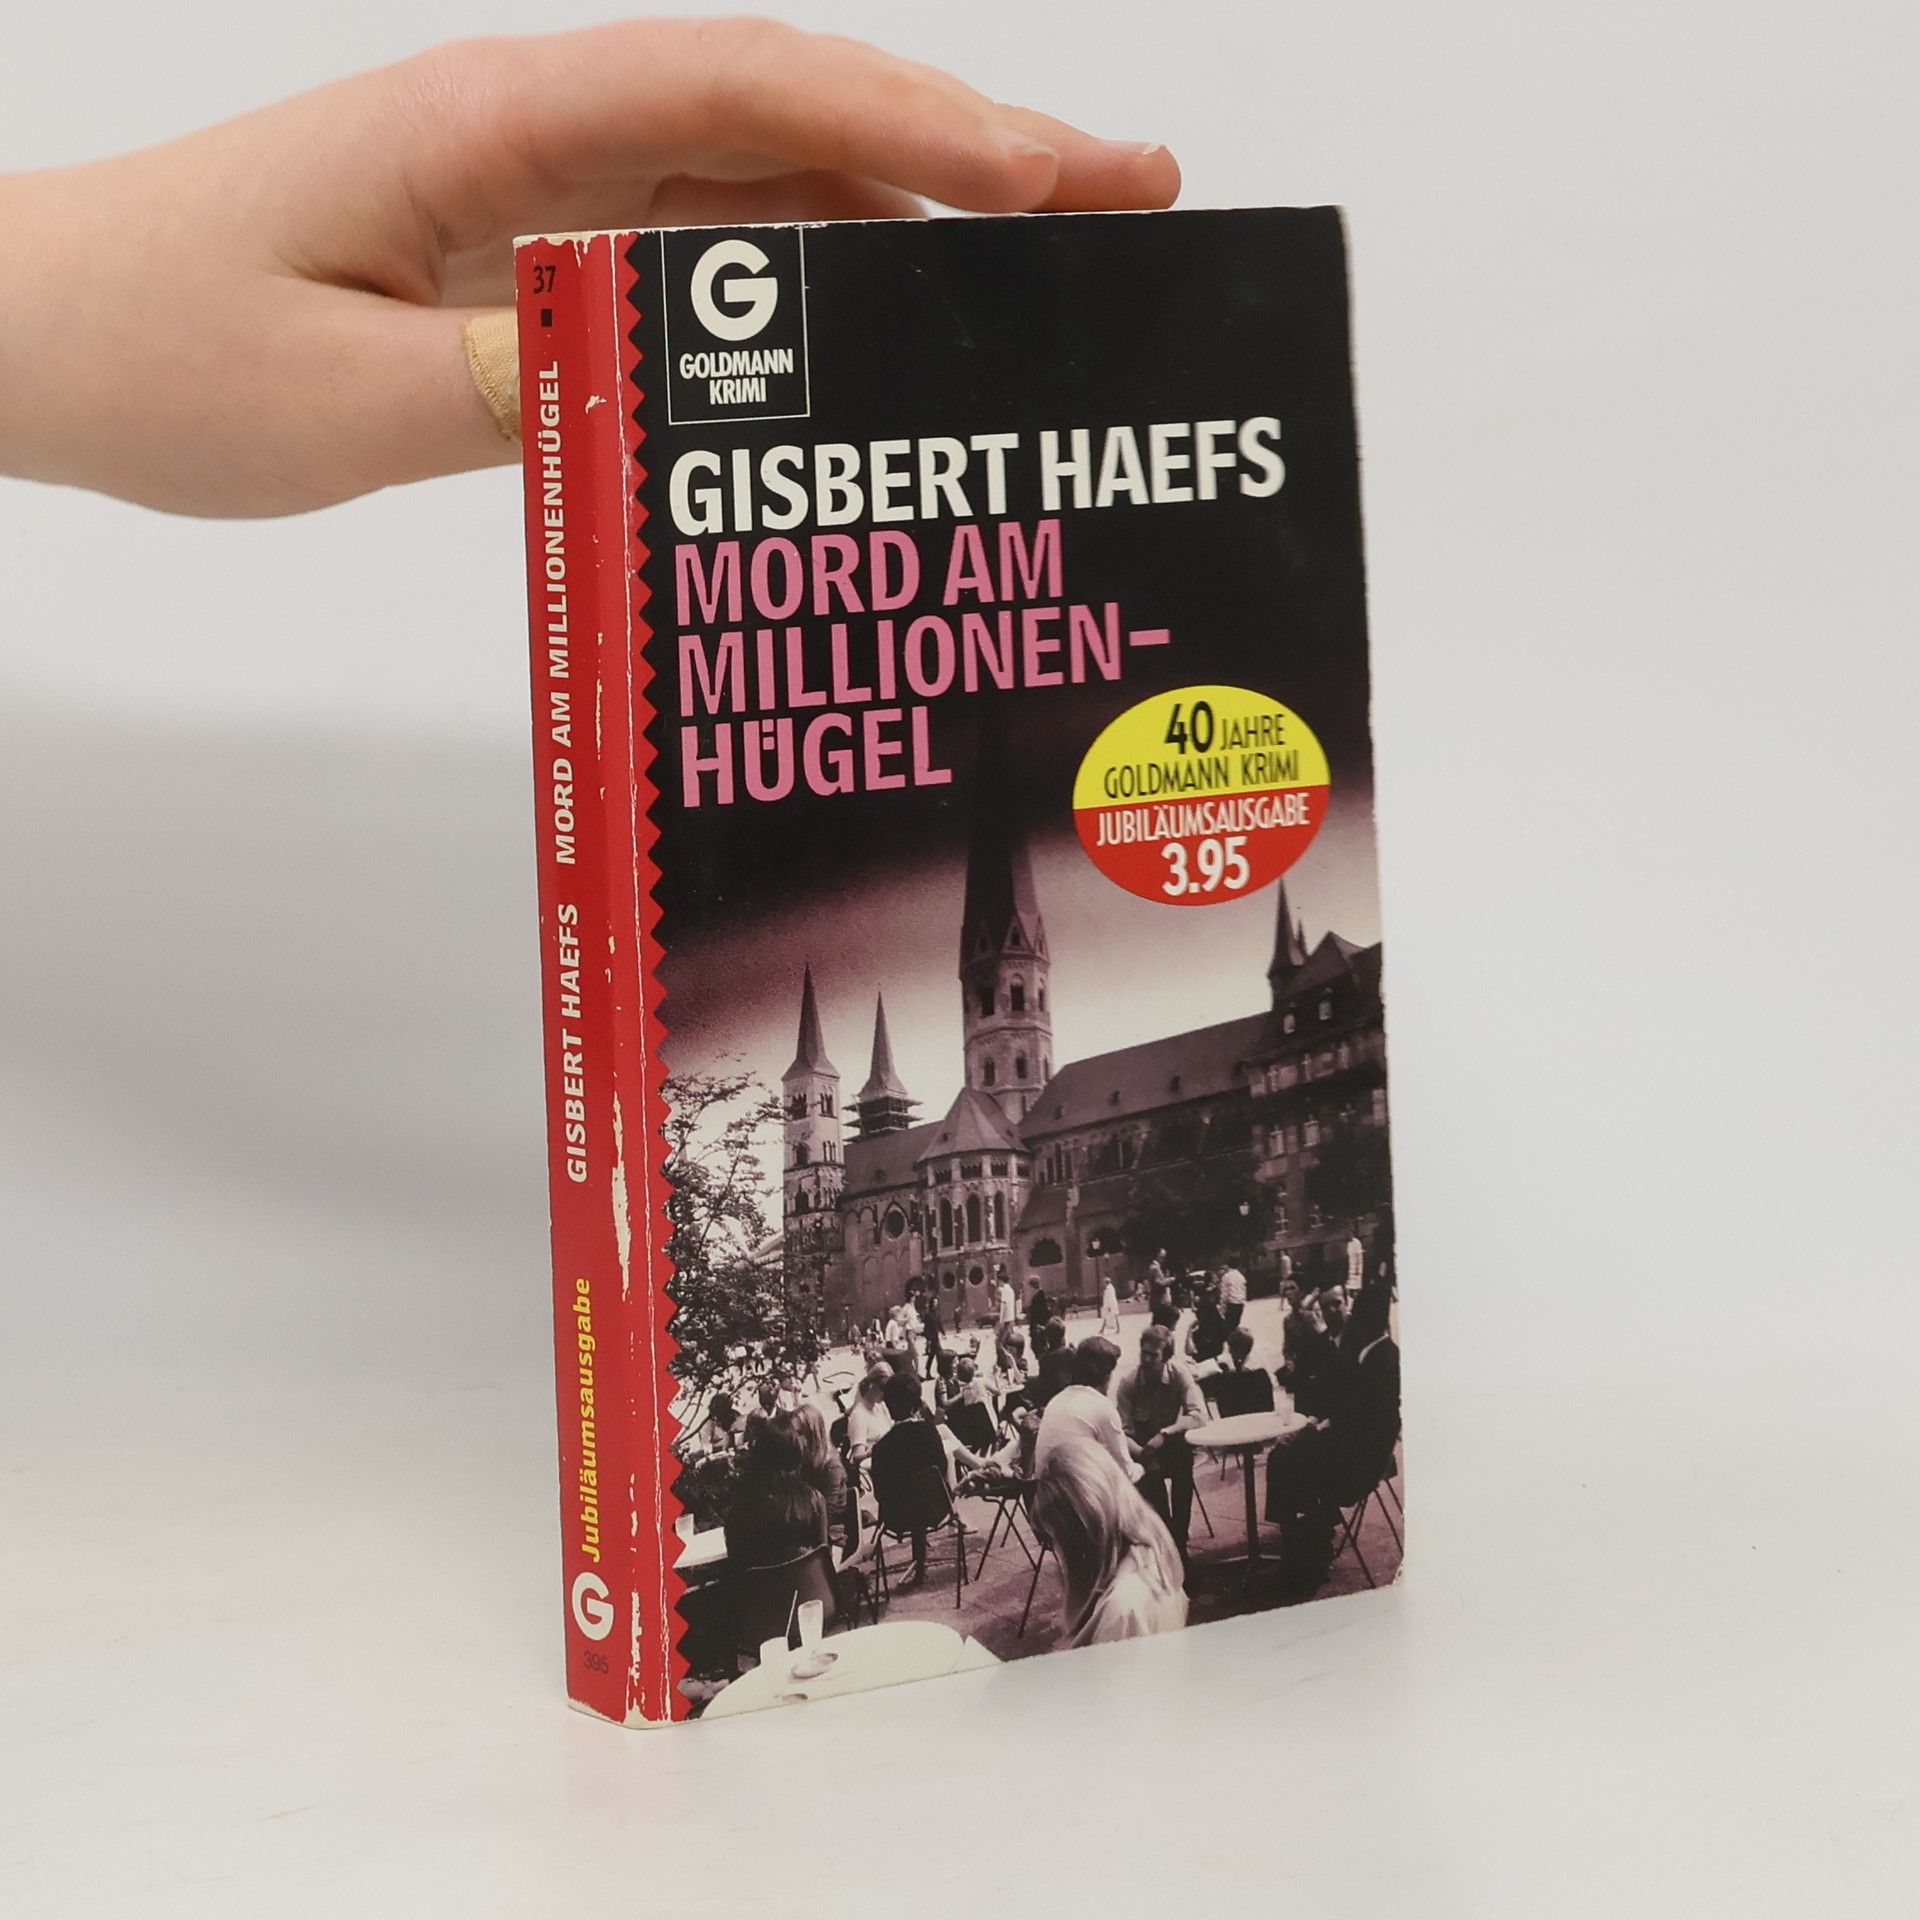 G
GOLDMANN
KRIMI
GISBERT HAEFS
MORD AM
MILLIONEN-
HÜGEL
40 JAHRE
GOLDMANN KRIMI
JUBILÄUMSAUSGABE
3.95
37
GISBERT HAEFS MORD AM MILLIONENHÜGEL
Jubiläumsausgabe
G
395